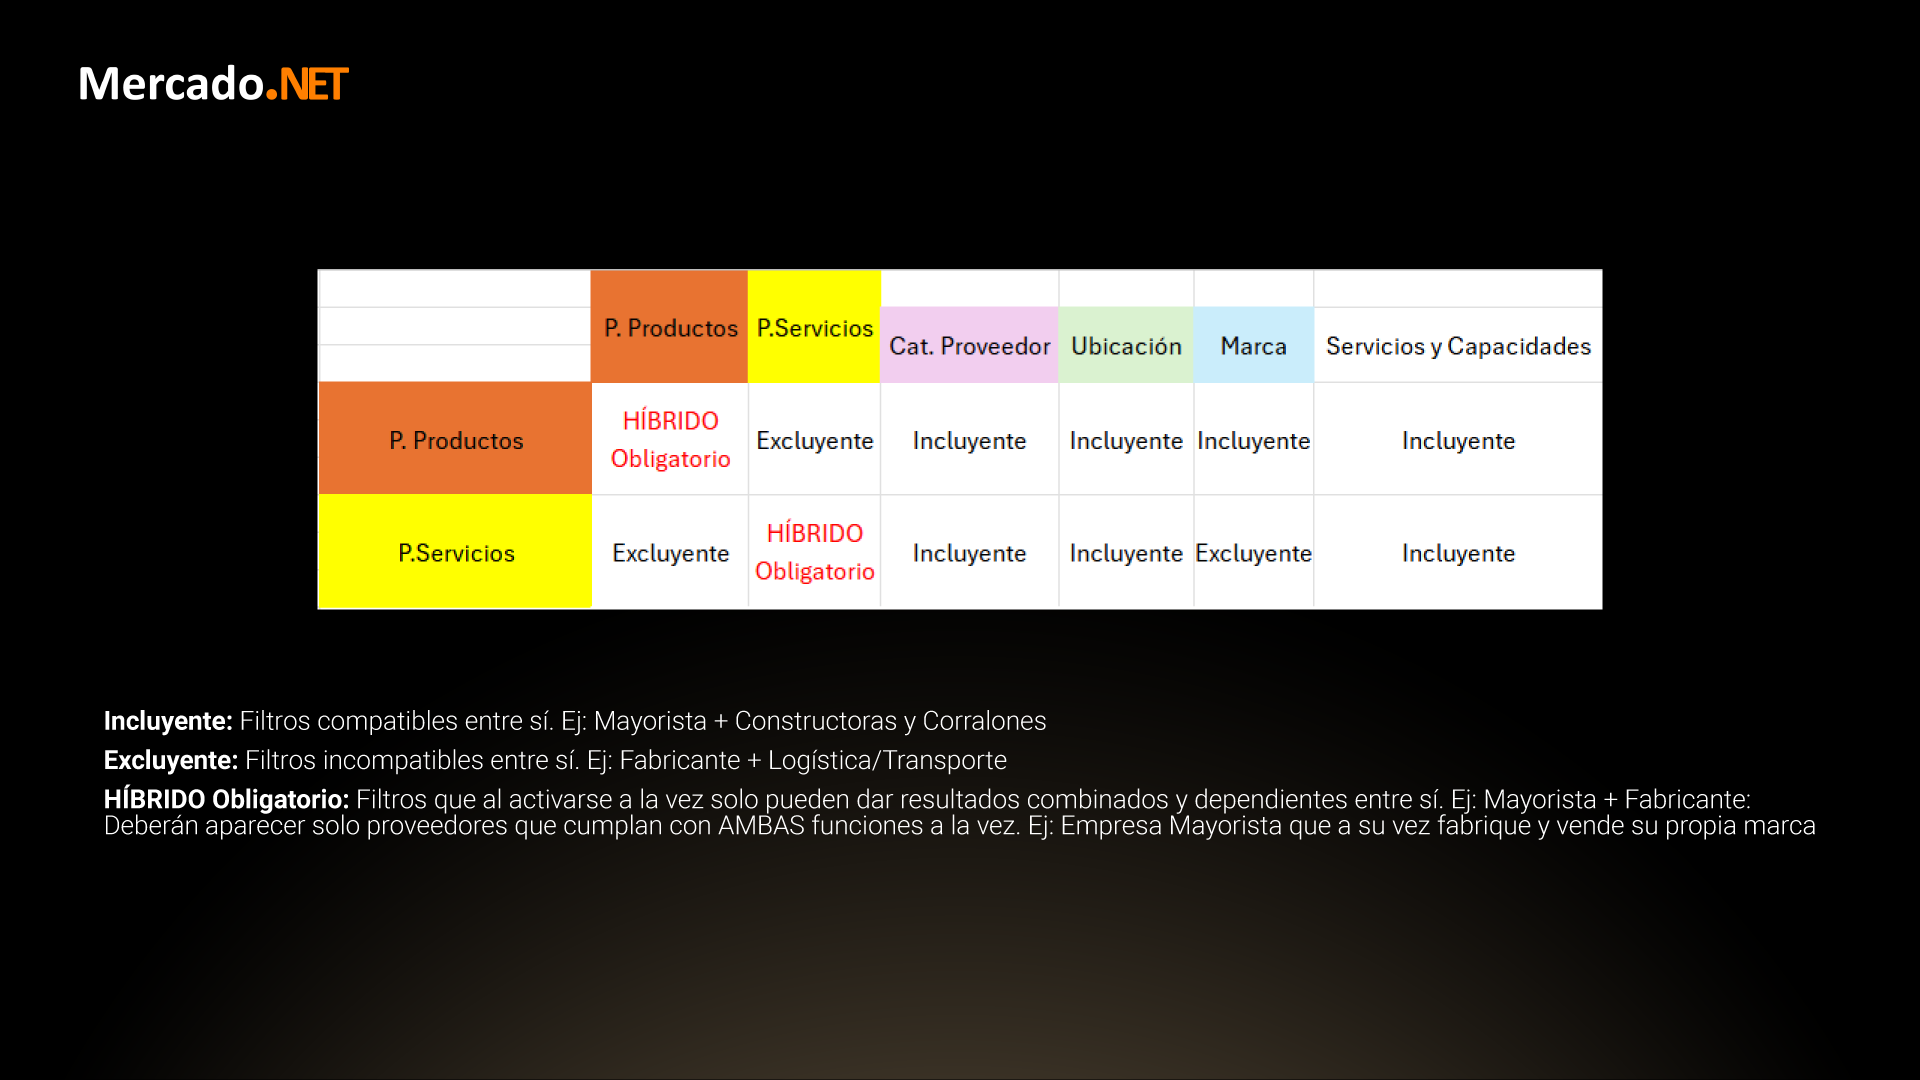 Mercado.NET
P. Productos P.Servicios Cat. Proveedor Ubicación Marca Servicios y Capacidades
P. Productos HÍBRIDO Obligatorio Excluyente Incluyente Incluyente Incluyente Incluyente
P.Servicios Excluyente HÍBRIDO Obligatorio Incluyente Incluyente Excluyente Incluyente
Incluyente: Filtros compatibles entre sí. Ej: Mayorista + Constructoras y Corralones
Excluyente: Filtros incompatibles entre sí. Ej: Fabricante + Logística/Transporte
HÍBRIDO Obligatorio: Filtros que al activarse a la vez solo pueden dar resultados combinados y dependientes entre sí. Ej: Mayorista + Fabricante:
Deberán aparecer solo proveedores que cumplan con AMBAS funciones a la vez. Ej: Empresa Mayorista que a su vez fabrique y vende su propia marca